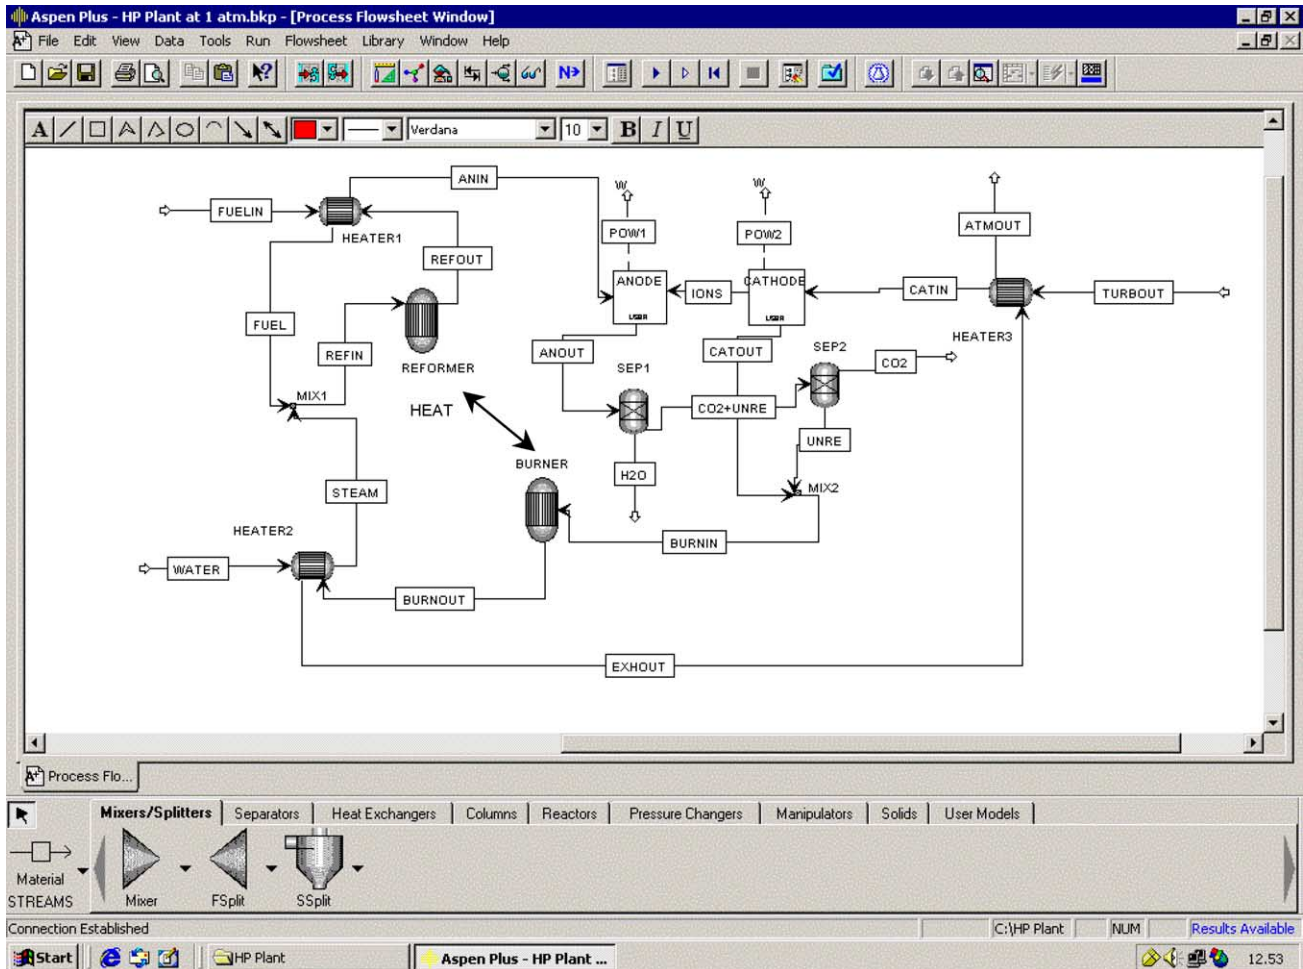 Aspen Plus - HP Plant at 1 atm.bkp - [Process Flowsheet Window]
File Edit View Data Tools Run Flowsheet Library Window Help
N>
A Verdana 10 B I U
ANIN
W W
FUELIN
ATMOUT
HEATER1
POW1 POW2
REFOUT
ANODE CATHODE
IONS CATIN TURBOUT
USER USER
FUEL
HEATER3
REFIN ANOUT CATOUT SEP2
REFORMER SEP1 CO2
MIX1
HEAT CO2+UNRE
UNRE
BURNER
H2O
STEAM MIX2
HEATER2
BURNIN
WATER
BURNOUT
EXHOUT
Process Flo...
Mixers/Splitters Separators Heat Exchangers Columns Reactors Pressure Changers Manipulators Solids User Models
Material
STREAMS Mixer FSplit SSplit
Connection Established C:\HP Plant NUM Results Available
Start HP Plant Aspen Plus - HP Plant ... 12.53